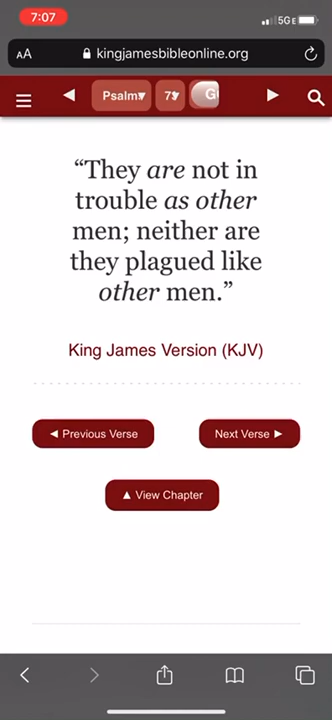 7:07
5G E
AA kingjamesbibleonline.org
Psalm
“They are not in
trouble as other
men; neither are
they plagued like
other men.”
King James Version (KJV)
◄ Previous Verse
Next Verse ►
▲ View Chapter